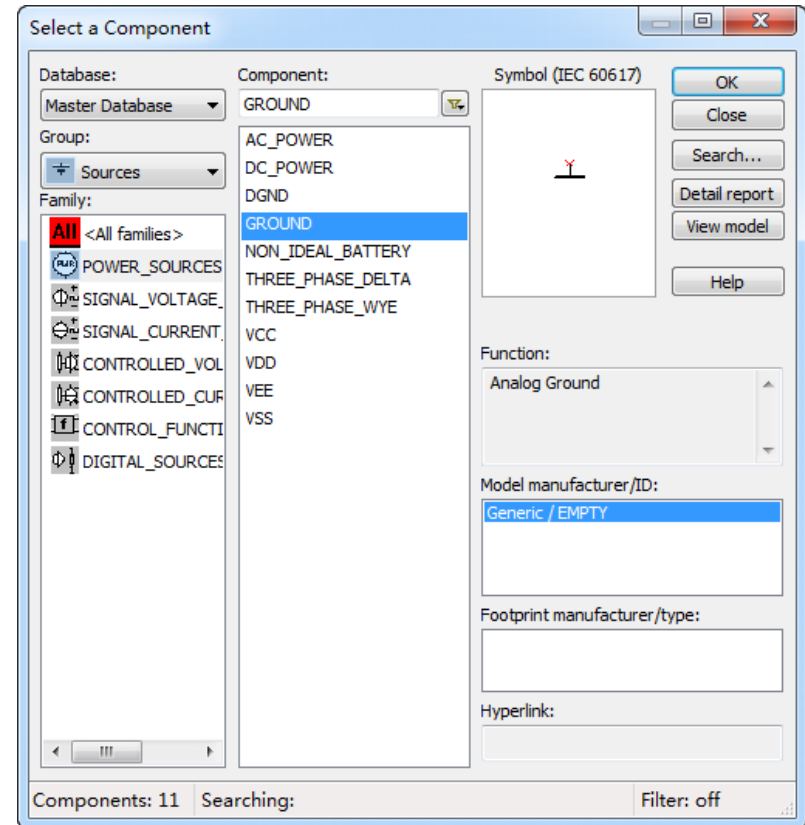 Select a Component
Database:
Master Database
Group:
Sources
Family:
All <All families>
POWER_SOURCES
SIGNAL_VOLTAGE_
SIGNAL_CURRENT_
CONTROLLED_VOL
CONTROLLED_CUR
CONTROL_FUNCTI
DIGITAL_SOURCES
Component:
GROUND
AC_POWER
DC_POWER
DGND
GROUND
NON_IDEAL_BATTERY
THREE_PHASE_DELTA
THREE_PHASE_WYE
VCC
VDD
VEE
VSS
Symbol (IEC 60617)
Function:
Analog Ground
Model manufacturer/ID:
Generic / EMPTY
Footprint manufacturer/type:
Hyperlink:
OK
Close
Search...
Detail report
View model
Help
Components: 11 Searching: Filter: off